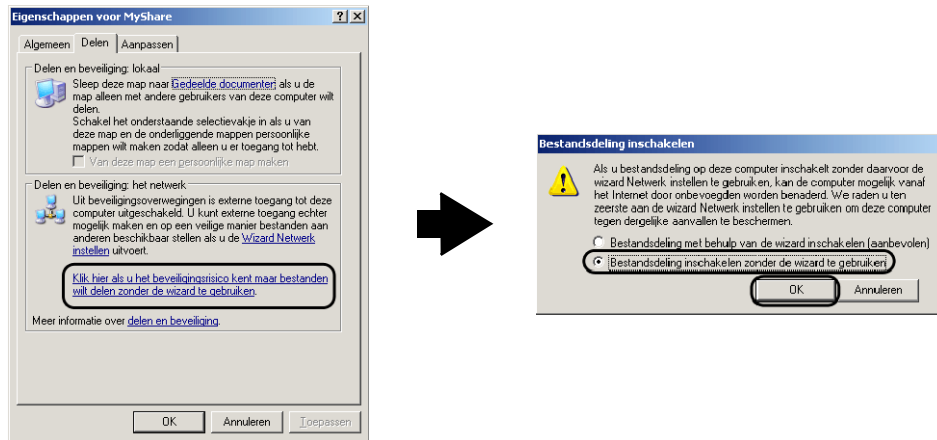 Eigenschappen voor MyShare
Algemeen Delen Aanpassen
Delen en beveiliging: lokaal
Sleep deze map naar Gedeelde documenten als u de
map alleen met andere gebruikers van deze computer wilt
delen.
Schakel het onderstaande selectievakje in als u van
deze map en de onderliggende mappen persoonlijke
mappen wilt maken zodat alleen u er toegang tot hebt.
Van deze map een persoonlijke map maken
Delen en beveiliging: het netwerk
Uit beveiligingsoverwegingen is externe toegang tot deze
computer uitgeschakeld. U kunt externe toegang echter
mogelijk maken en op een veilige manier bestanden aan
anderen beschikbaar stellen als u de Wizard Netwerk
instellen uitvoert.
Klik hier als u het beveiligingsrisico kent maar bestanden
wilt delen zonder de wizard te gebruiken.
Meer informatie over delen en beveiliging.
OK Annuleren Toepassen
Bestandsdeling inschakelen
Als u bestandsdeling op deze computer inschakelt zonder daarvoor de
wizard Netwerk instellen te gebruiken, kan de computer mogelijk vanaf
het Internet door onbevoegden worden benaderd. We raden u ten
zeerste aan de wizard Netwerk instellen te gebruiken om deze computer
tegen dergelijke aanvallen te beschermen.
Bestandsdeling met behulp van de wizard inschakelen (aanbevolen)
Bestandsdeling inschakelen zonder de wizard te gebruiken
OK Annuleren